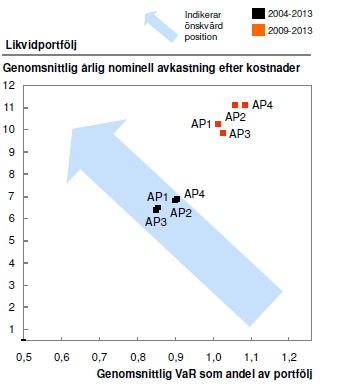 Indikerar
önskvärd
position
2004-2013
2009-2013
Likvidportfölj
Genomsnittlig årlig nominell avkastning efter kostnader
12
11
10
9
8
7
6
5
4
3
2
1
AP4
AP2
AP1
AP3
AP1
AP4
AP2
AP3
0,5
0,6
0,7
0,8
0,9
1,0
1,1
1,2
Genomsnittlig VaR som andel av portfölj